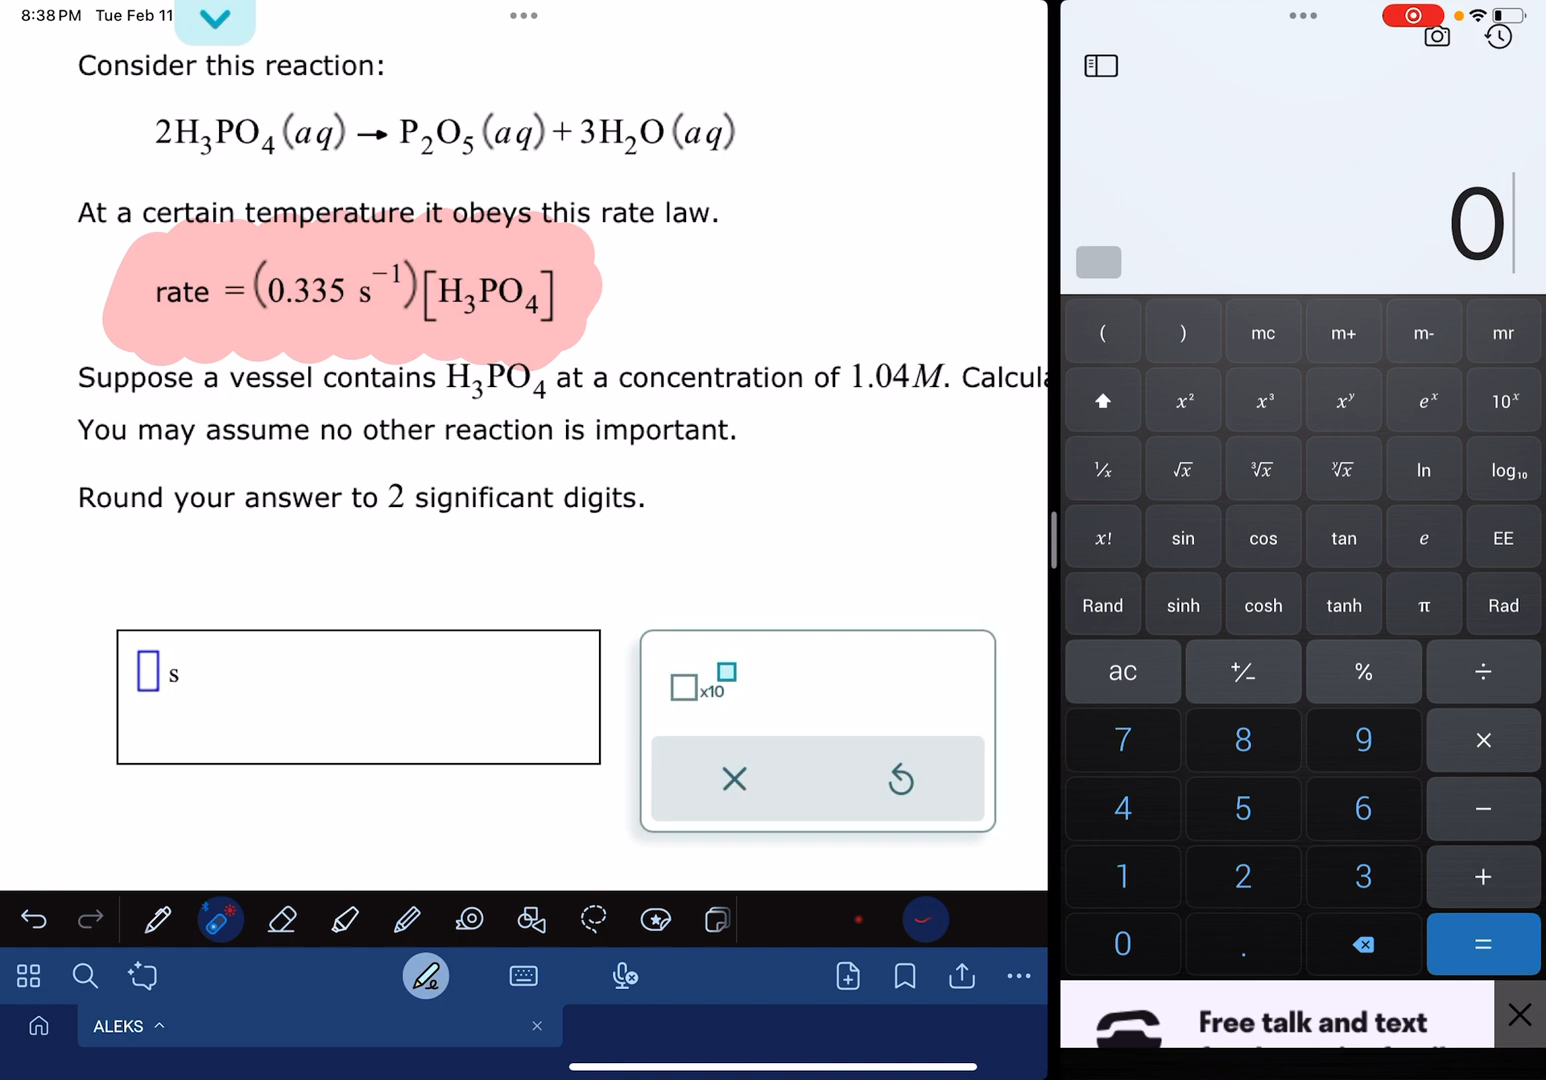 8:38 PM Tue Feb 11
Consider this reaction:
2H₃PO₄(aq) → P₂O₅(aq) + 3H₂O(aq)
At a certain temperature it obeys this rate law.
rate = (0.335 s⁻¹)[H₃PO₄]
Suppose a vessel contains H₃PO₄ at a concentration of 1.04M. Calcula
You may assume no other reaction is important.
Round your answer to 2 significant digits.
s
x10
ALEKS
0
( ) mc m+ m- mr
x² x³ xʸ eˣ 10ˣ
¹/x √x ³√x ʸ√x ln log₁₀
x! sin cos tan e EE
Rand sinh cosh tanh π Rad
ac +/− % ÷
7 8 9 ×
4 5 6 −
1 2 3 +
0 . =
Free talk and text